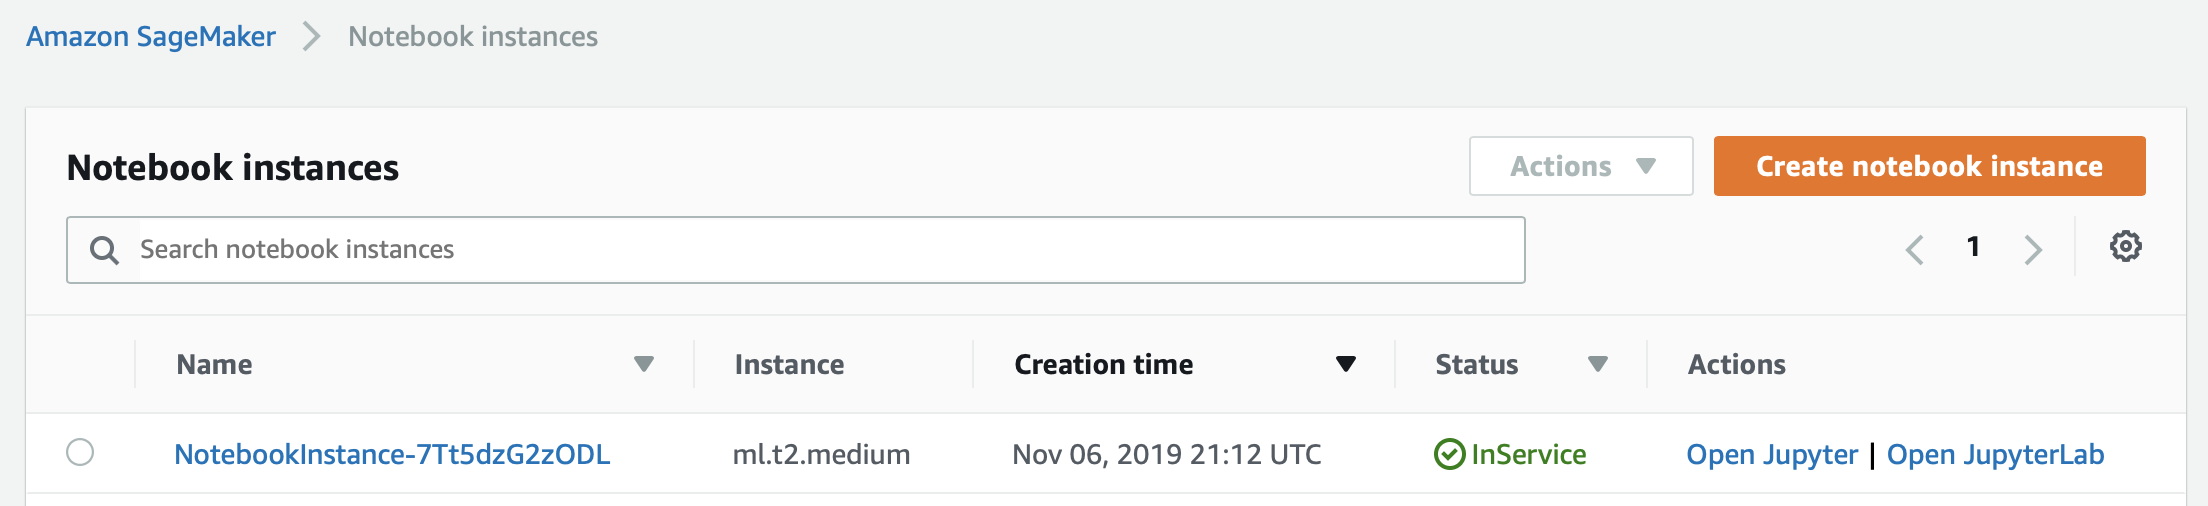 Amazon SageMaker > Notebook instances
Notebook instances
Actions
Create notebook instance
Search notebook instances
1
Name Instance Creation time Status Actions
NotebookInstance-7Tt5dzG2zODL ml.t2.medium Nov 06, 2019 21:12 UTC InService Open Jupyter | Open JupyterLab